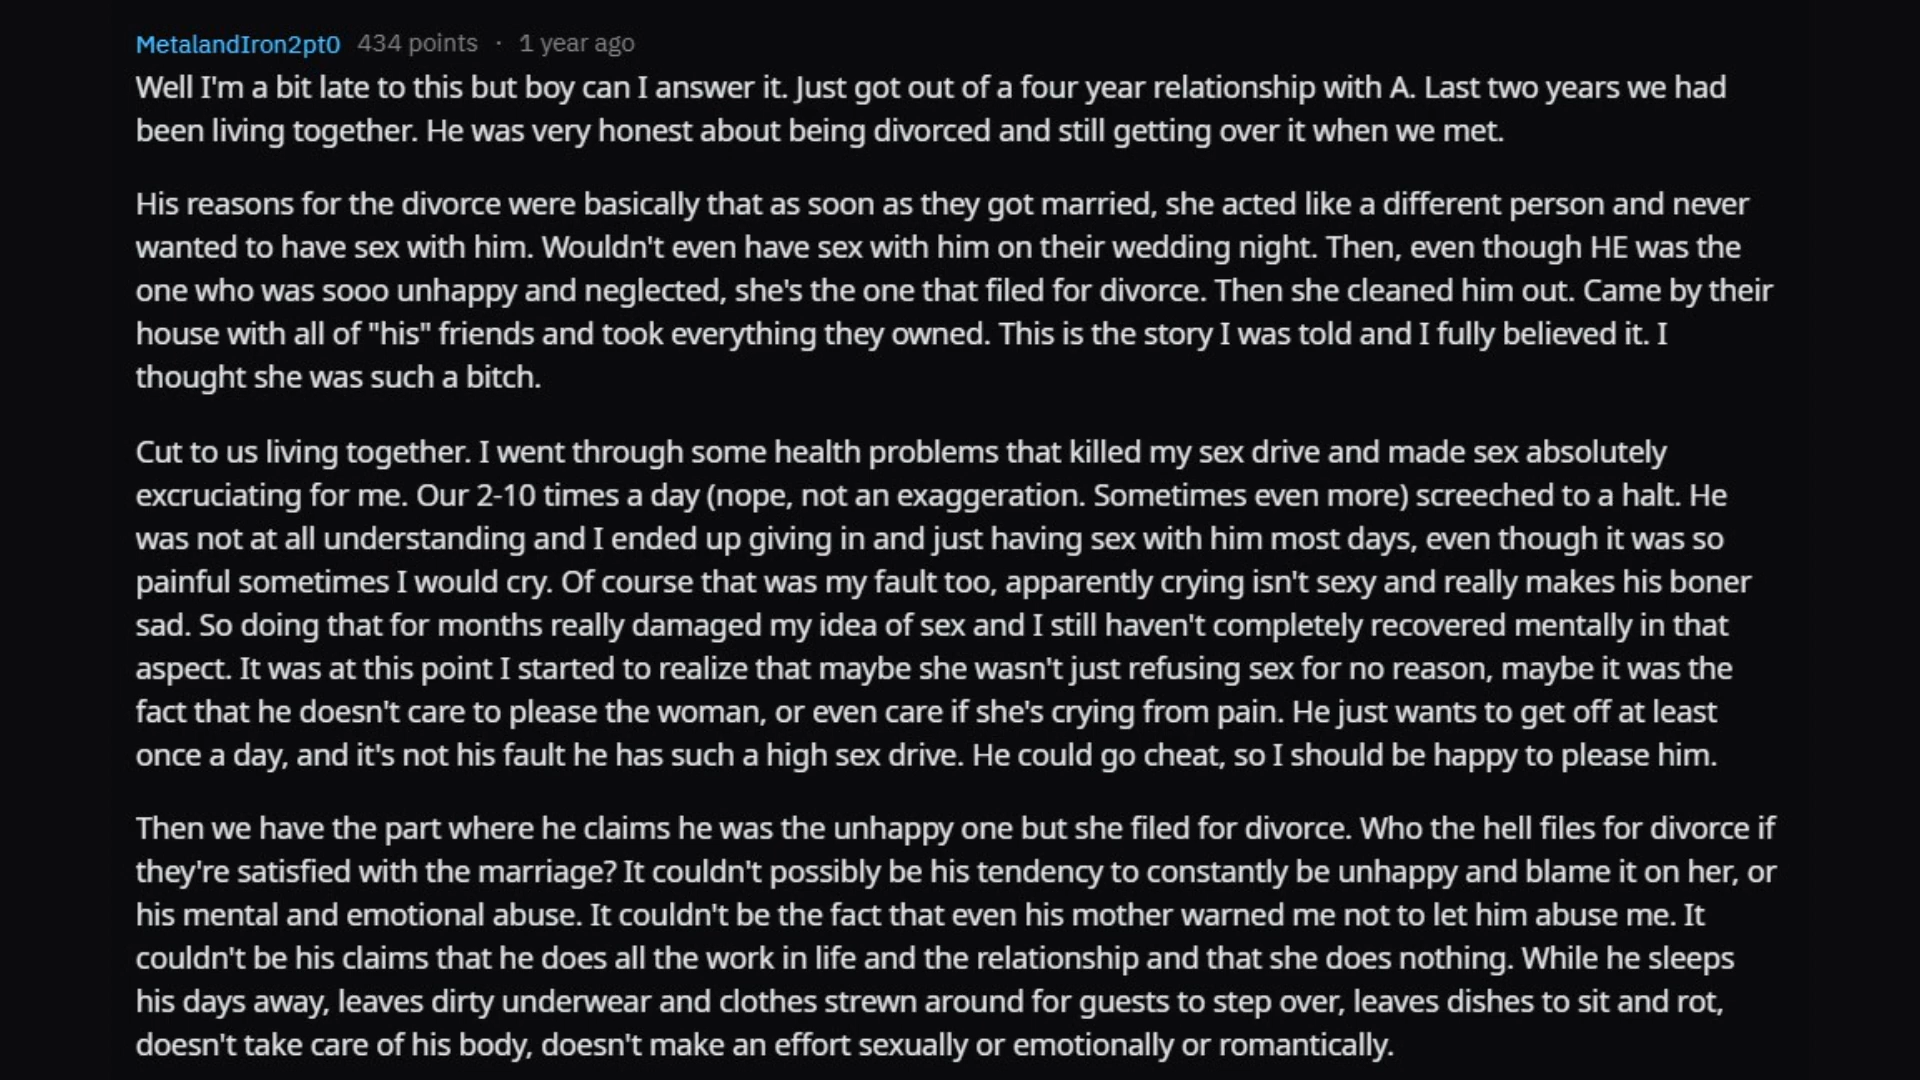 MetalandIron2pt0 434 points · 1 year ago
Well I'm a bit late to this but boy can I answer it. Just got out of a four year relationship with A. Last two years we had
been living together. He was very honest about being divorced and still getting over it when we met.
His reasons for the divorce were basically that as soon as they got married, she acted like a different person and never
wanted to have sex with him. Wouldn't even have sex with him on their wedding night. Then, even though HE was the
one who was sooo unhappy and neglected, she's the one that filed for divorce. Then she cleaned him out. Came by their
house with all of "his" friends and took everything they owned. This is the story I was told and I fully believed it. I
thought she was such a bitch.
Cut to us living together. I went through some health problems that killed my sex drive and made sex absolutely
excruciating for me. Our 2-10 times a day (nope, not an exaggeration. Sometimes even more) screeched to a halt. He
was not at all understanding and I ended up giving in and just having sex with him most days, even though it was so
painful sometimes I would cry. Of course that was my fault too, apparently crying isn't sexy and really makes his boner
sad. So doing that for months really damaged my idea of sex and I still haven't completely recovered mentally in that
aspect. It was at this point I started to realize that maybe she wasn't just refusing sex for no reason, maybe it was the
fact that he doesn't care to please the woman, or even care if she's crying from pain. He just wants to get off at least
once a day, and it's not his fault he has such a high sex drive. He could go cheat, so I should be happy to please him.
Then we have the part where he claims he was the unhappy one but she filed for divorce. Who the hell files for divorce if
they're satisfied with the marriage? It couldn't possibly be his tendency to constantly be unhappy and blame it on her, or
his mental and emotional abuse. It couldn't be the fact that even his mother warned me not to let him abuse me. It
couldn't be his claims that he does all the work in life and the relationship and that she does nothing. While he sleeps
his days away, leaves dirty underwear and clothes strewn around for guests to step over, leaves dishes to sit and rot,
doesn't take care of his body, doesn't make an effort sexually or emotionally or romantically.